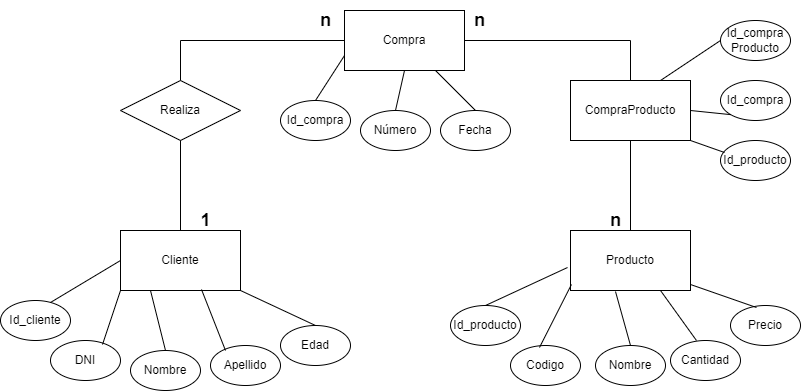 n
Compra
n
Id_compra
Producto
Realiza
Id_compra
Número
Fecha
CompraProducto
Id_compra
Id_producto
1
n
Cliente
Producto
Id_cliente
DNI
Nombre
Apellido
Edad
Id_producto
Codigo
Nombre
Cantidad
Precio